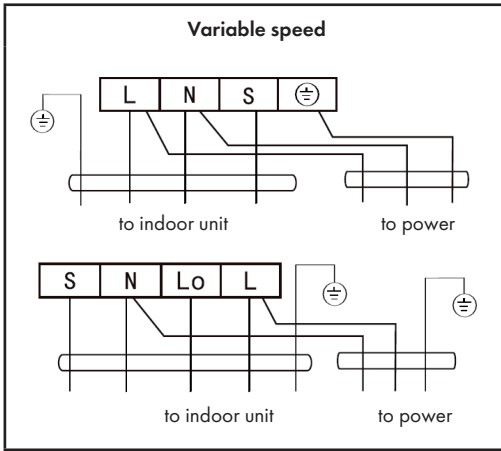 Variable speed
L N S
to indoor unit to power
S N Lo L
to indoor unit to power